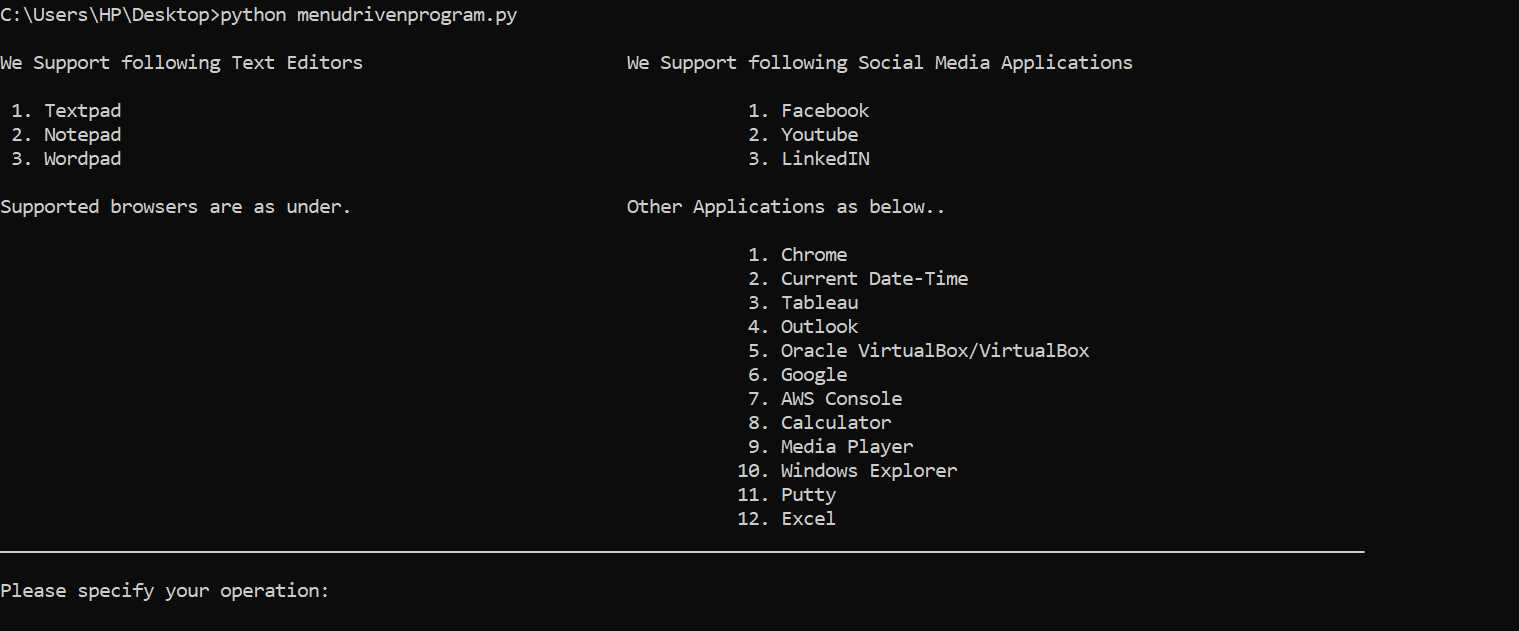 C:\Users\HP\Desktop>python menudrivenprogram.py
We Support following Text Editors We Support following Social Media Applications
1. Textpad 1. Facebook
2. Notepad 2. Youtube
3. Wordpad 3. LinkedIN
Supported browsers are as under. Other Applications as below..
1. Chrome
2. Current Date-Time
3. Tableau
4. Outlook
5. Oracle VirtualBox/VirtualBox
6. Google
7. AWS Console
8. Calculator
9. Media Player
10. Windows Explorer
11. Putty
12. Excel
Please specify your operation: